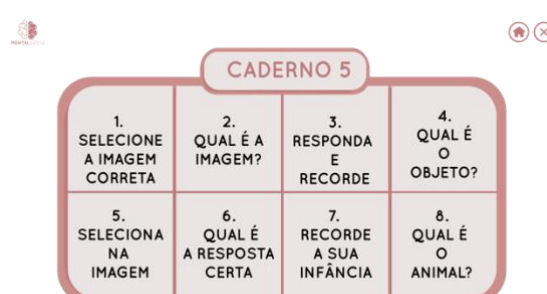 CADERNO 5
1.
SELECIONE
A IMAGEM
CORRETA
2.
QUAL É A
IMAGEM?
3.
RESPONDA
E
RECORDE
4.
QUAL É
O
OBJETO?
5.
SELECIONA
NA
IMAGEM
6.
QUAL É
A RESPOSTA
CERTA
7.
RECORDE
A SUA
INFÂNCIA
8.
QUAL É
O
ANIMAL?